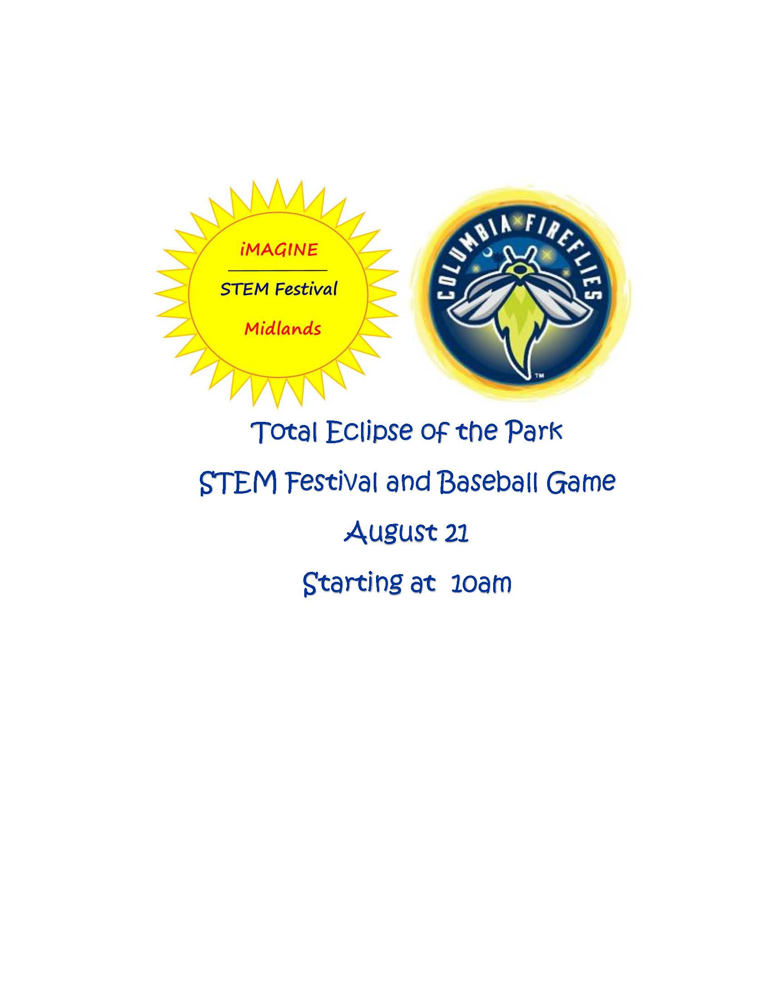 iMAGINE
STEM Festival
Midlands
COLUMBIA FIREFLIES
TM
Total Eclipse of the Park
STEM Festival and Baseball Game
August 21
Starting at 10am